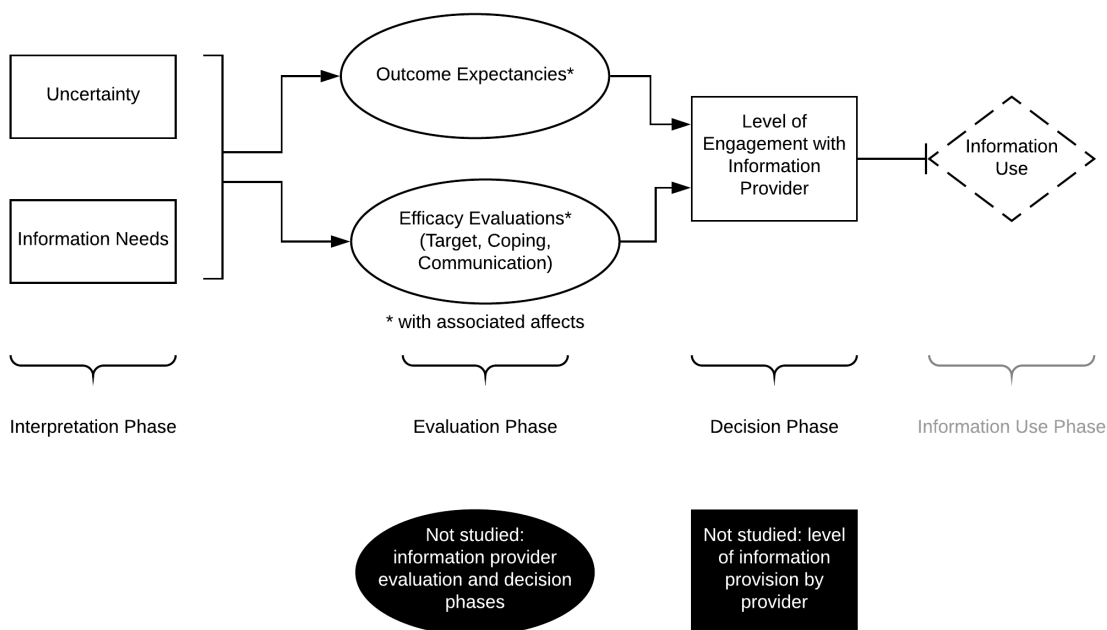 Uncertainty
Information Needs
Outcome Expectancies*
Efficacy Evaluations*
(Target, Coping,
Communication)
* with associated affects
Level of
Engagement with
Information
Provider
Information
Use
Interpretation Phase
Evaluation Phase
Decision Phase
Information Use Phase
Not studied:
information provider
evaluation and decision
phases
Not studied: level
of information
provision by
provider